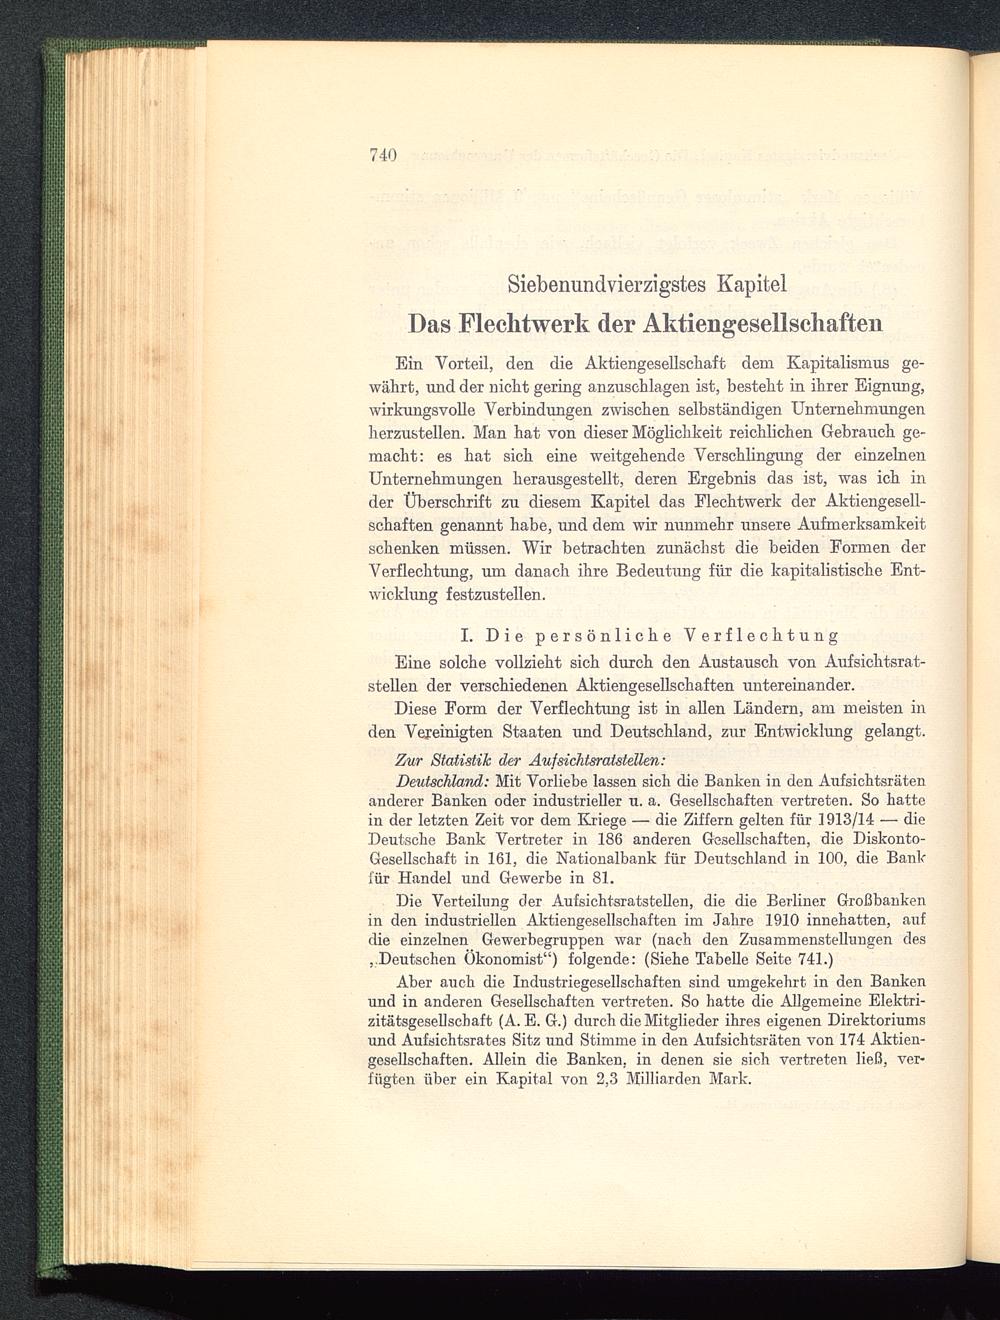 740
Siebenundvierzigstes Kapitel
Das Flechtwerk der Aktiengesellschaften
Ein Vorteil, den die Aktiengesellschaft dem Kapitalismus ge-
währt, und der nicht gering anzuschlagen ist, besteht in ihrer Eignung,
wirkungsvolle Verbindungen zwischen selbständigen Unternehmungen
herzustellen. Man hat von dieser Möglichkeit reichlichen Gebrauch ge-
macht: es hat sich eine weitgehende Verschlingung der einzelnen
Unternehmungen herausgestellt, deren Ergebnis das ist, was ich in
der Überschrift zu diesem Kapitel das Flechtwerk der Aktiengesell-
schaften genannt habe, und dem wir nunmehr unsere Aufmerksamkeit
schenken müssen. Wir betrachten zunächst die beiden Formen der
Verflechtung, um danach ihre Bedeutung für die kapitalistische Ent-
wicklung festzustellen.
I. Die persönliche Verflechtung
Eine solche vollzieht sich durch den Austausch von Aufsichtsrat-
stellen der verschiedenen Aktiengesellschaften untereinander.
Diese Form der Verflechtung ist in allen Ländern, am meisten in
den Vereinigten Staaten und Deutschland, zur Entwicklung gelangt.
Zur Statistik der Aufsichtsratstellen:
Deutschland: Mit Vorliebe lassen sich die Banken in den Aufsichtsräten
anderer Banken oder industrieller u. a. Gesellschaften vertreten. So hatte
in der letzten Zeit vor dem Kriege — die Ziffern gelten für 1913/14 — die
Deutsche Bank Vertreter in 186 anderen Gesellschaften, die Diskonto-
Gesellschaft in 161, die Nationalbank für Deutschland in 100, die Bank
für Handel und Gewerbe in 81.
Die Verteilung der Aufsichtsratstellen, die die Berliner Großbanken
in den industriellen Aktiengesellschaften im Jahre 1910 innehatten, auf
die einzelnen Gewerbegruppen war (nach den Zusammenstellungen des
„Deutschen Ökonomist“) folgende: (Siehe Tabelle Seite 741.)
Aber auch die Industriegesellschaften sind umgekehrt in den Banken
und in anderen Gesellschaften vertreten. So hatte die Allgemeine Elektri-
zitätsgesellschaft (A. E. G.) durch die Mitglieder ihres eigenen Direktoriums
und Aufsichtsrates Sitz und Stimme in den Aufsichtsräten von 174 Aktien-
gesellschaften. Allein die Banken, in denen sie sich vertreten ließ, ver-
fügten über ein Kapital von 2,3 Milliarden Mark.